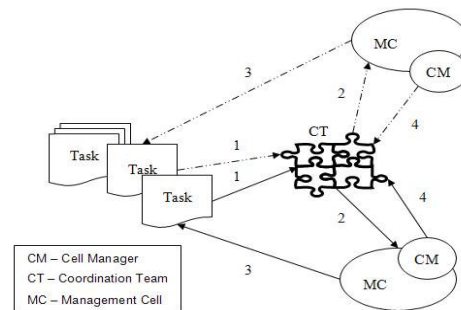 MC
CM
3
2
4
CT
1
Task
Task
1
Task
4
2
CM
MC
3
CM – Cell Manager
CT – Coordination Team
MC – Management Cell